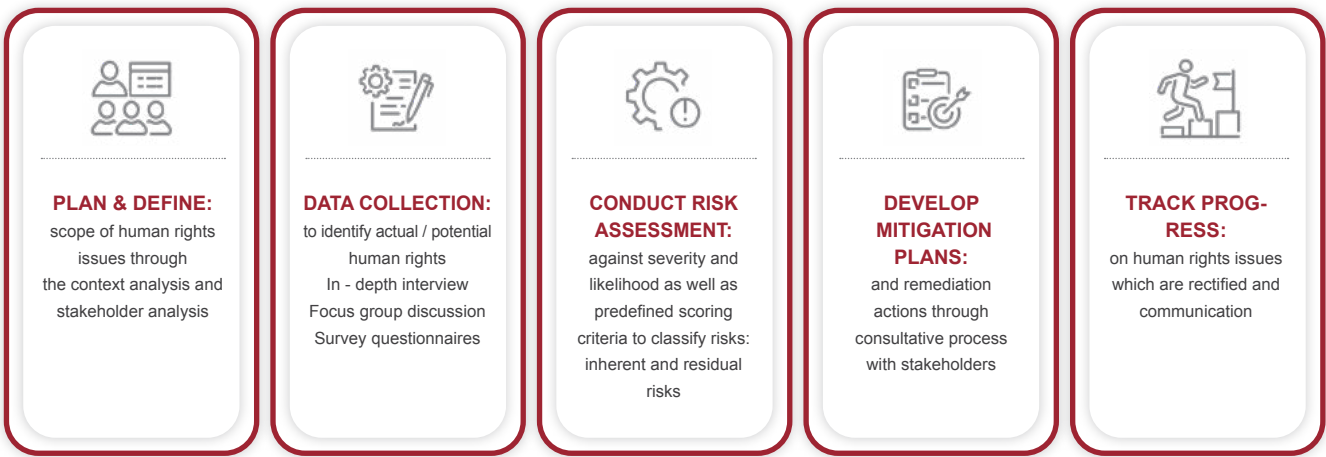 PLAN & DEFINE:
scope of human rights
issues through
the context analysis and
stakeholder analysis
DATA COLLECTION:
to identify actual / potential
human rights
In - depth interview
Focus group discussion
Survey questionnaires
CONDUCT RISK
ASSESSMENT:
against severity and
likelihood as well as
predefined scoring
criteria to classify risks:
inherent and residual
risks
DEVELOP
MITIGATION
PLANS:
and remediation
actions through
consultative process
with stakeholders
TRACK PROG-
RESS:
on human rights issues
which are rectified and
communication